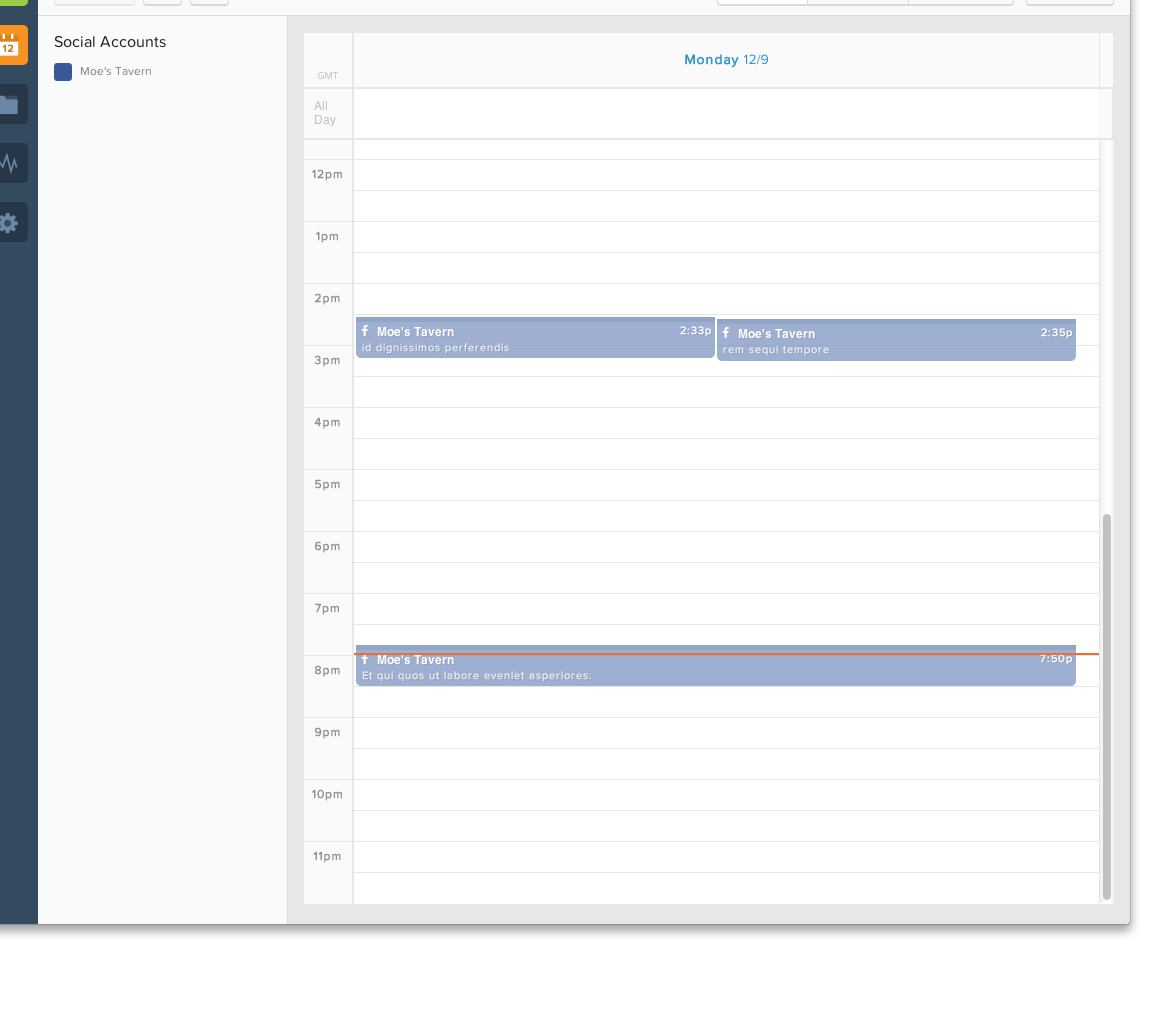 12
Social Accounts
Moe's Tavern
Monday 12/9
GMT
All
Day
12pm
1pm
2pm
f Moe's Tavern 2:33p
id dignissimos perferendis
f Moe's Tavern 2:35p
rem sequi tempore
3pm
4pm
5pm
6pm
7pm
f Moe's Tavern 7:50p
Et qui quos ut labore eveniet asperiores.
8pm
9pm
10pm
11pm